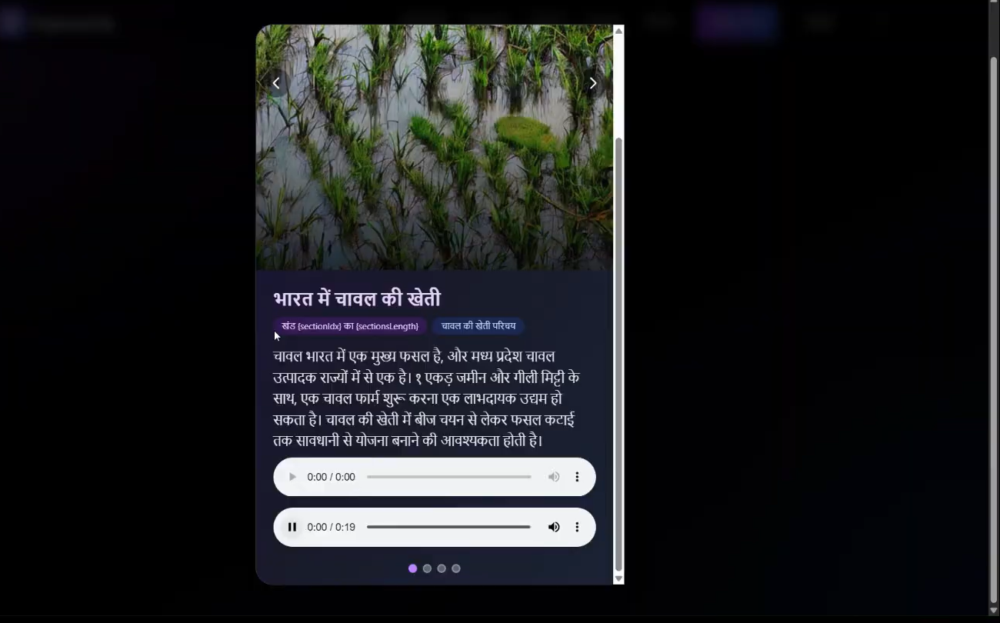 भारत में चावल की खेती
खंड {sectionIdx} का {sectionsLength}
चावल की खेती परिचय
चावल भारत में एक मुख्य फसल है, और मध्य प्रदेश चावल
उत्पादक राज्यों में से एक है। १ एकड़ जमीन और गीली मिट्टी के
साथ, एक चावल फार्म शुरू करना एक लाभदायक उद्यम हो
सकता है। चावल की खेती में बीज चयन से लेकर फसल कटाई
तक सावधानी से योजना बनाने की आवश्यकता होती है।
0:00 / 0:00
0:00 / 0:19